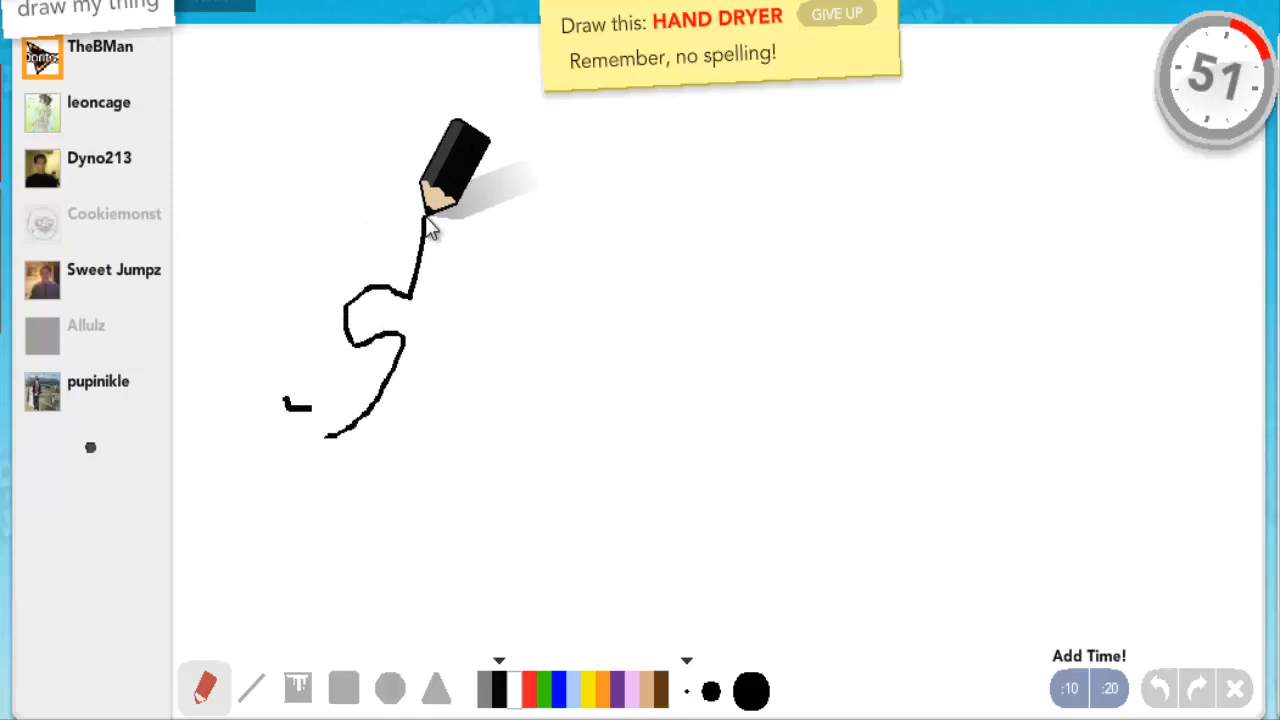 draw my thing
Draw this: HAND DRYER
GIVE UP
Remember, no spelling!
51
TheBMan
Doritos
leoncage
Dyno213
Cookiemonst
Sweet Jumpz
Allulz
pupinikle
Add Time!
:10
:20